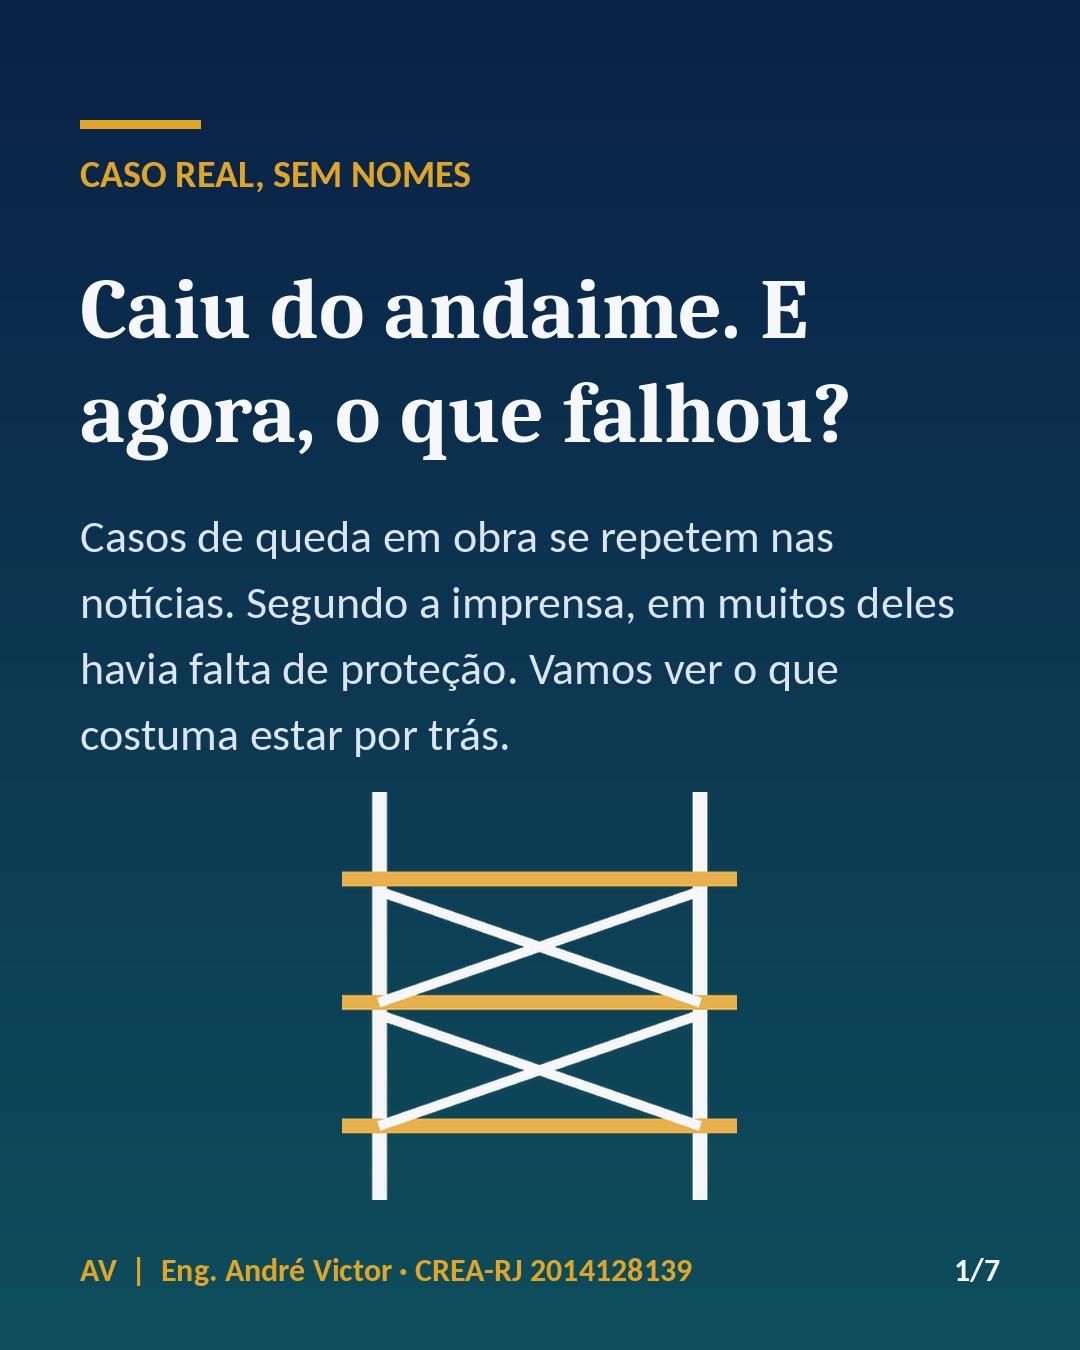 CASO REAL, SEM NOMES
Caiu do andaime. E
agora, o que falhou?
Casos de queda em obra se repetem nas
notícias. Segundo a imprensa, em muitos deles
havia falta de proteção. Vamos ver o que
costuma estar por trás.
AV | Eng. André Victor · CREA-RJ 2014128139
1/7